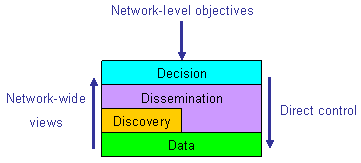 Network-level objectives
Decision
Dissemination
Network-wide
views
Discovery
Direct control
Data